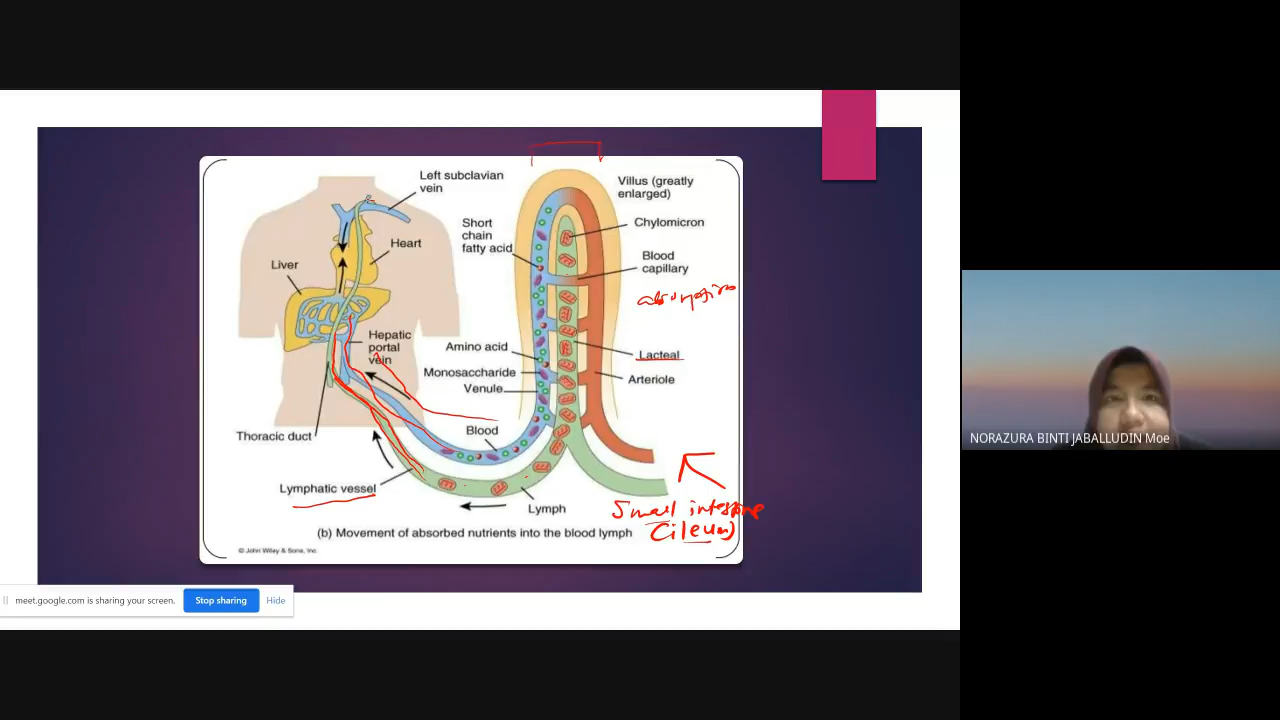 Left subclavian
vein
Heart
Liver
Short
chain
fatty acid
Villus (greatly
enlarged)
Chylomicron
Blood
capillary
absorption
Hepatic
portal
vein
Amino acid
Monosaccharide
Venule
Lacteal
Arteriole
Thoracic duct
Blood
Lymphatic vessel
Lymph
Small intestine
(ileum)
(b) Movement of absorbed nutrients into the blood lymph
© John Wiley & Sons, Inc.
NORAZURA BINTI JABALLUDIN Moe
meet.google.com is sharing your screen.
Stop sharing
Hide